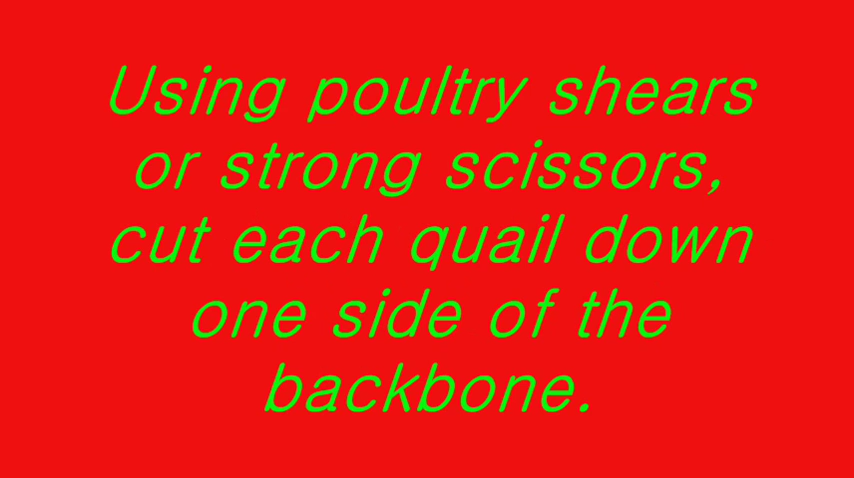 Using poultry shears
or strong scissors,
cut each quail down
one side of the
backbone.